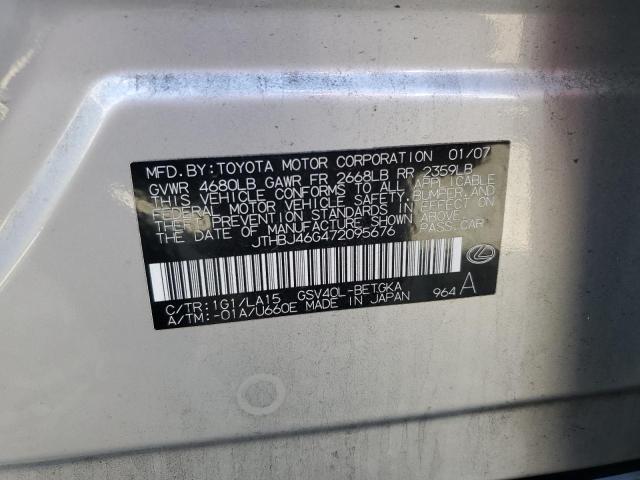 MFD.BY:TOYOTA MOTOR CORPORATION 01/07
GVWR 4680LB GAWR FR 2668LB RR 2359LB
THIS VEHICLE CONFORMS TO ALL APPLICABLE
FEDERAL MOTOR VEHICLE SAFETY, BUMPER, AND
THEFT PREVENTION STANDARDS IN EFFECT ON
THE DATE OF MANUFACTURE SHOWN ABOVE.
JTHBJ46G472095676 PASS.CAR
C/TR:1G1/LA15 GSV40L-BETGKA
A/TM:-01A/U660E MADE IN JAPAN 964 A